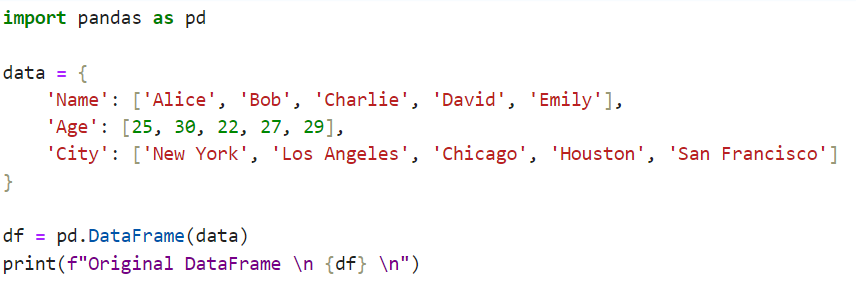 import pandas as pd
data = {
    'Name': ['Alice', 'Bob', 'Charlie', 'David', 'Emily'],
    'Age': [25, 30, 22, 27, 29],
    'City': ['New York', 'Los Angeles', 'Chicago', 'Houston', 'San Francisco']
}
df = pd.DataFrame(data)
print(f"Original DataFrame \n {df} \n")